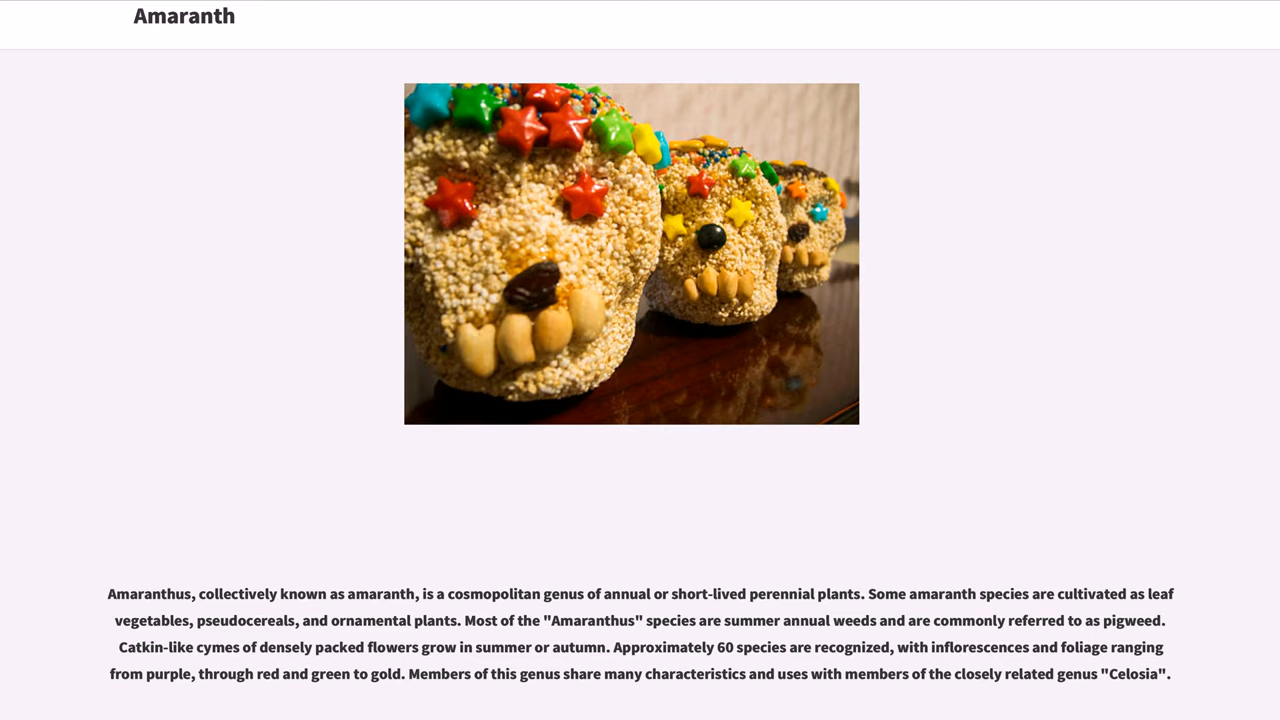 Amaranth
Amaranthus, collectively known as amaranth, is a cosmopolitan genus of annual or short-lived perennial plants. Some amaranth species are cultivated as leaf
vegetables, pseudocereals, and ornamental plants. Most of the "Amaranthus" species are summer annual weeds and are commonly referred to as pigweed.
Catkin-like cymes of densely packed flowers grow in summer or autumn. Approximately 60 species are recognized, with inflorescences and foliage ranging
from purple, through red and green to gold. Members of this genus share many characteristics and uses with members of the closely related genus "Celosia".